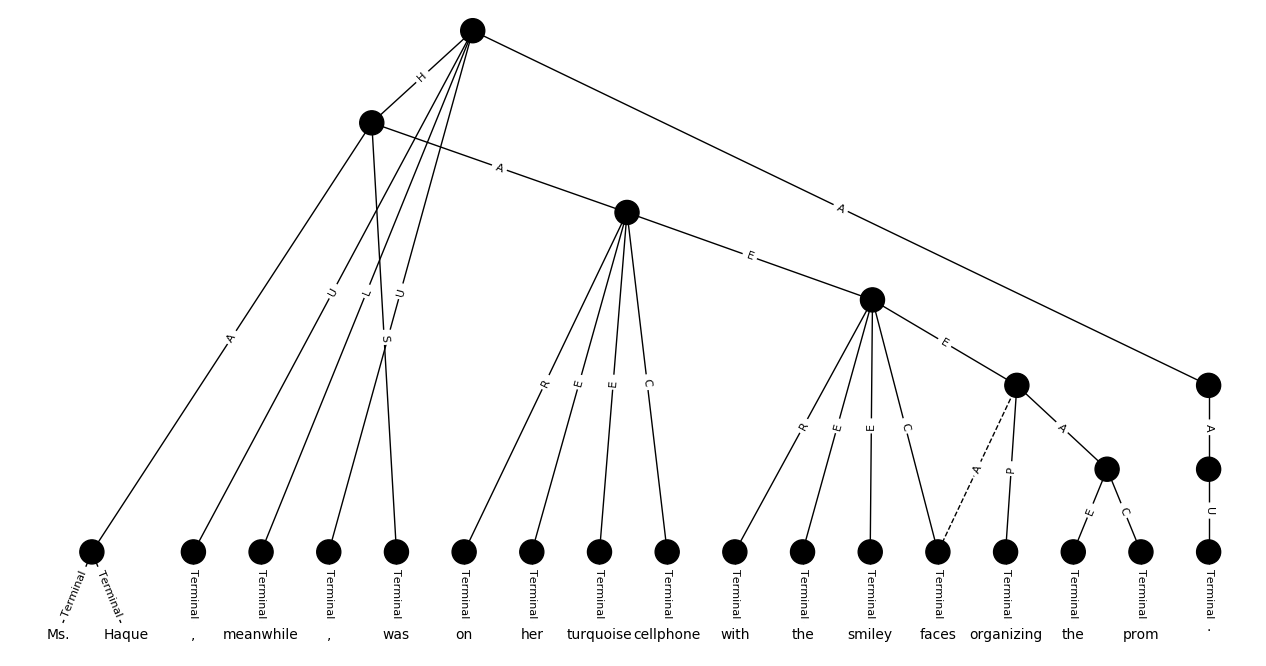 H
A
A
E
U
L
U
A
S
E
R
E
E
C
R
E
E
C
A
A
A
P
E
C
U
Terminal Terminal Terminal Terminal Terminal Terminal Terminal Terminal Terminal Terminal Terminal Terminal Terminal Terminal Terminal Terminal Terminal Terminal
Ms. Haque , meanwhile , was on her turquoise cellphone with the smiley faces organizing the prom .